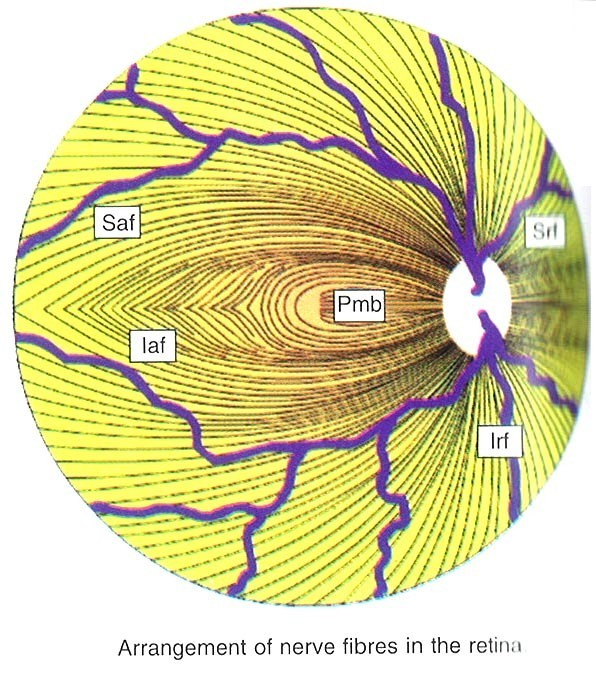 Saf
Srf
Pmb
Iaf
Irf
Arrangement of nerve fibres in the retina